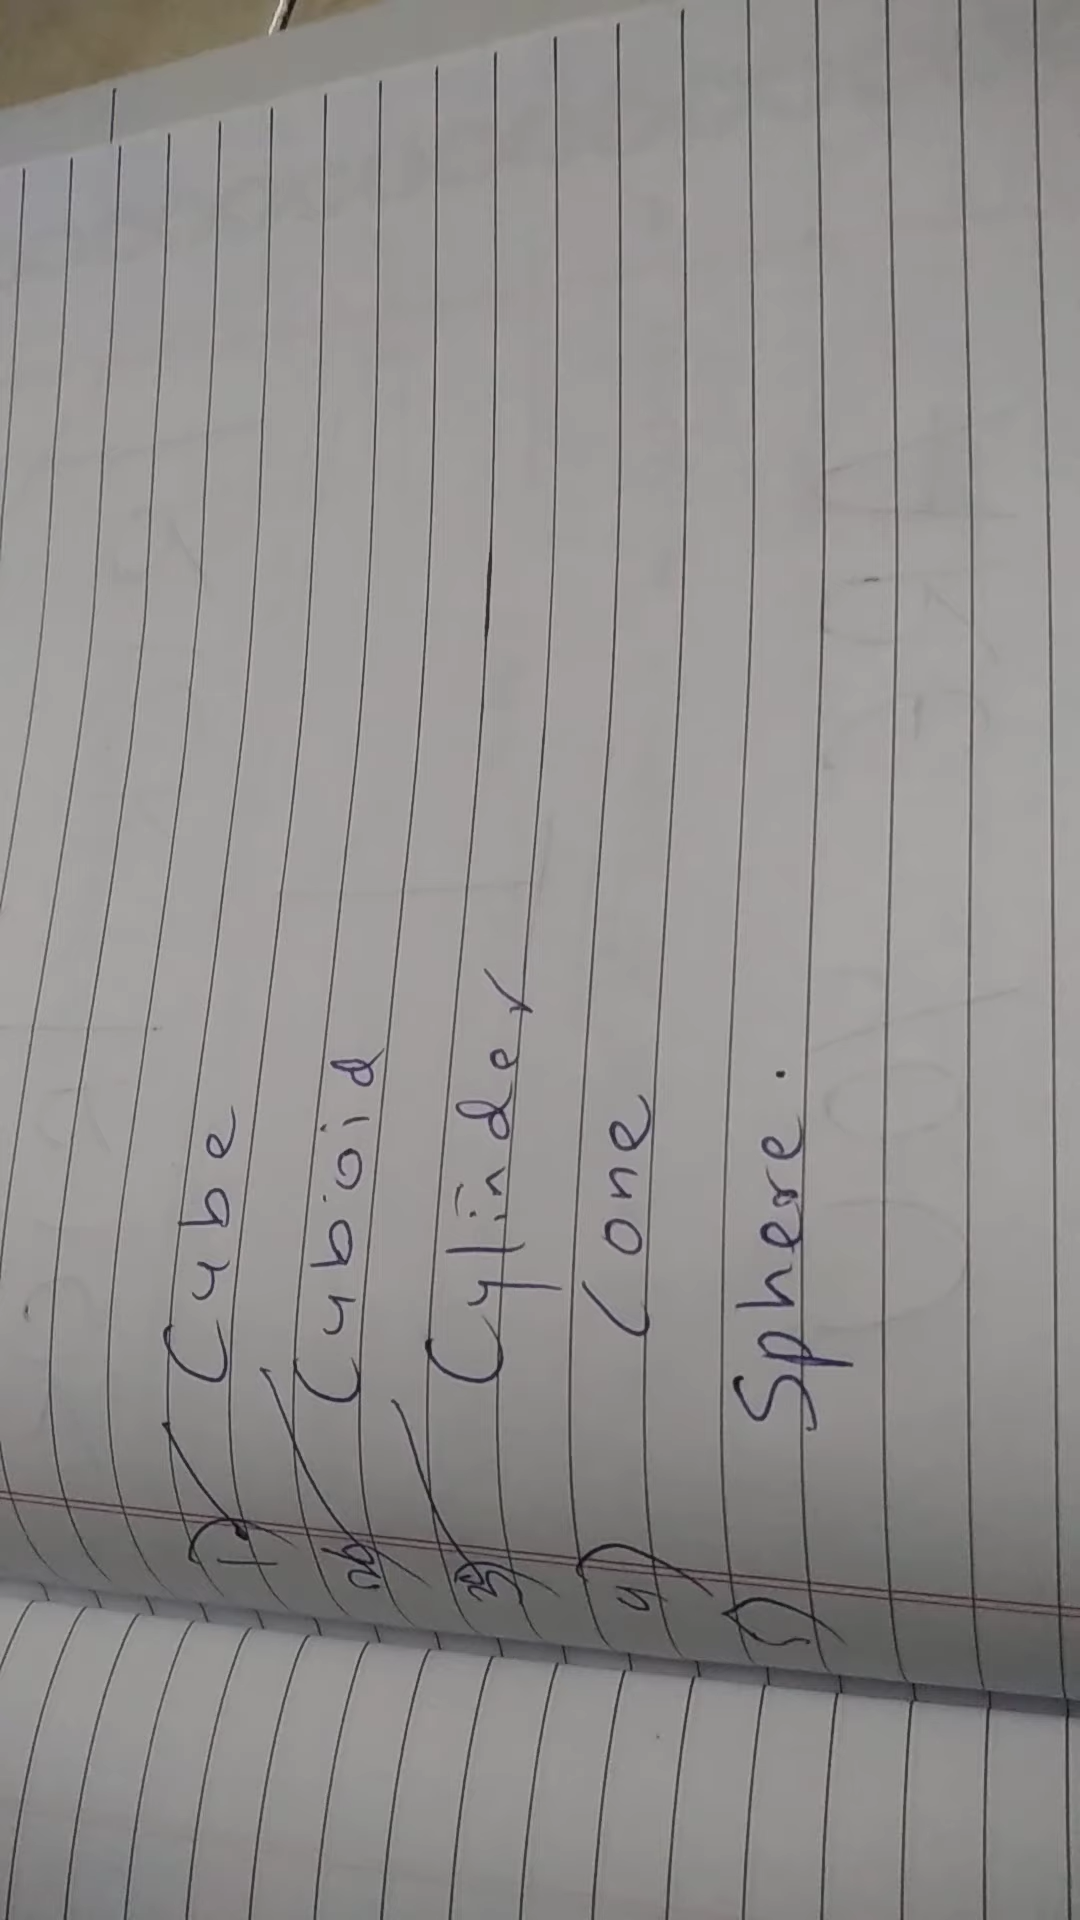 1) Cube
2) Cuboid
3) Cylinder
4) Cone
5) Sphere.